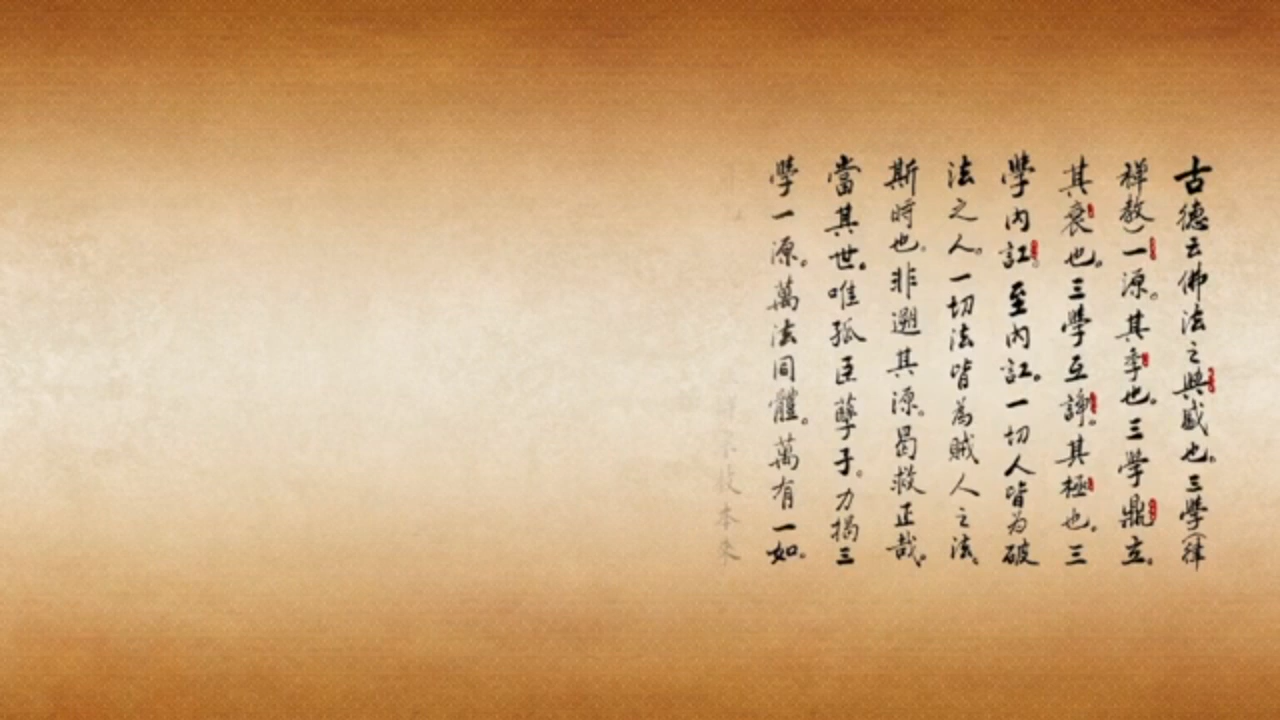 古德云佛法之興盛也。三學(律
禪教)一源。其季也。三學鼎立。
其衰也。三學互諍。其極也。三
學內訌。至內訌。一切人皆為破
法之人。一切法皆為賊人之法。
斯時也。非遡其源。曷救正哉。
當其世。唯孤臣孽子。力揭三
學一源。萬法同體。萬有一如。